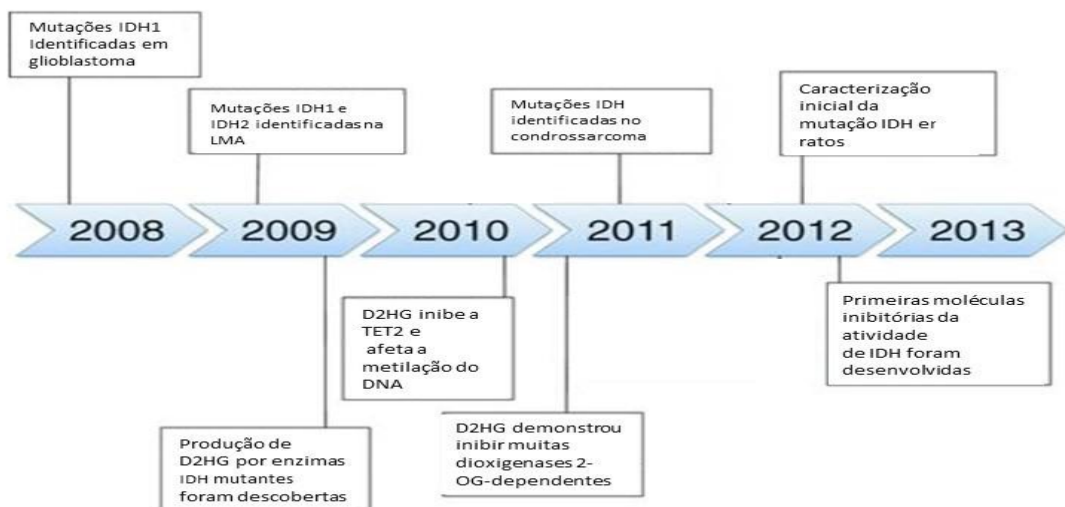 Mutações IDH1
Identificadas em
glioblastoma
Mutações IDH1 e
IDH2 identificadas na
LMA
Mutações IDH
identificadas no
condrossarcoma
Caracterização
inicial da
mutação IDH er
ratos
2008
2009
2010
2011
2012
2013
D2HG inibe a
TET2 e
afeta a
metilação do
DNA
Primeiras moléculas
inibitórias da
atividade
de IDH foram
desenvolvidas
Produção de
D2HG por enzimas
IDH mutantes
foram descobertas
D2HG demonstrou
inibir muitas
dioxigenases 2-
OG-dependentes